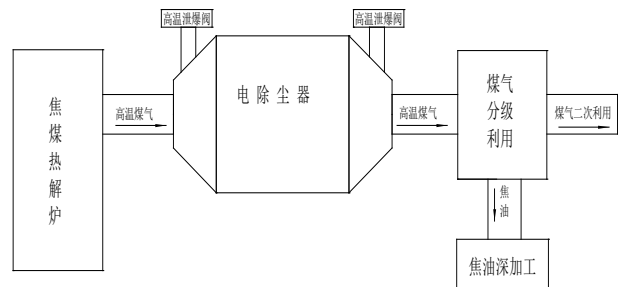 高温泄爆阀
高温泄爆阀
焦煤热解炉
高温煤气
电除尘器
高温煤气
煤气
分级
利用
煤气二次利用
焦油
焦油深加工